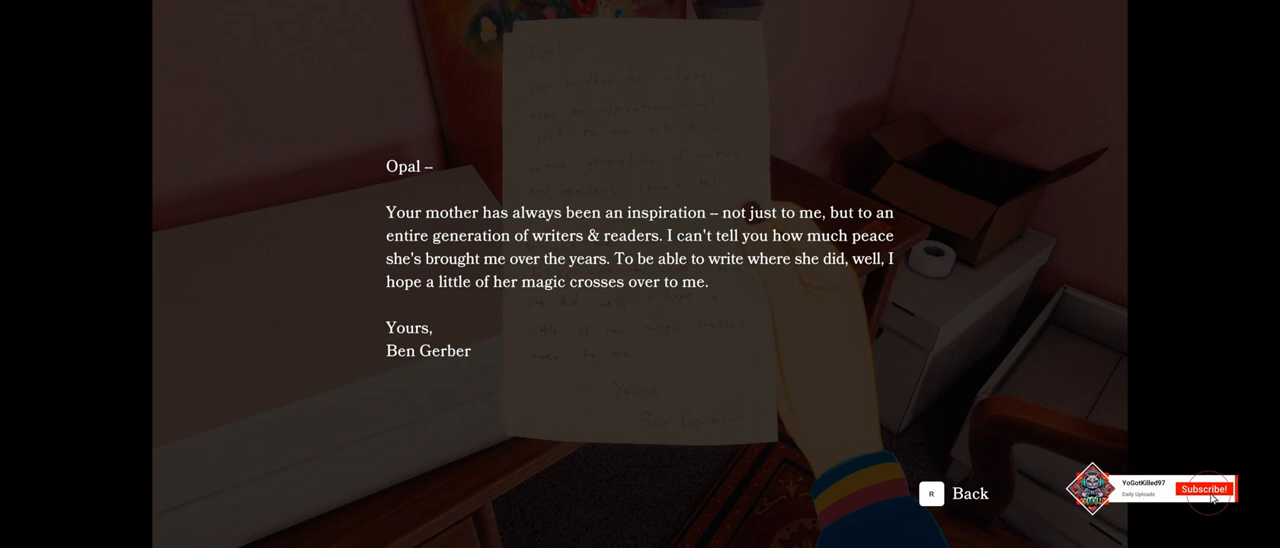 Opal –
Your mother has always been an inspiration – not just to me, but to an
entire generation of writers & readers. I can't tell you how much peace
she's brought me over the years. To be able to write where she did, well, I
hope a little of her magic crosses over to me.
Yours,
Ben Gerber
R Back
YoGotKilled97
Daily Uploads
Subscribe!